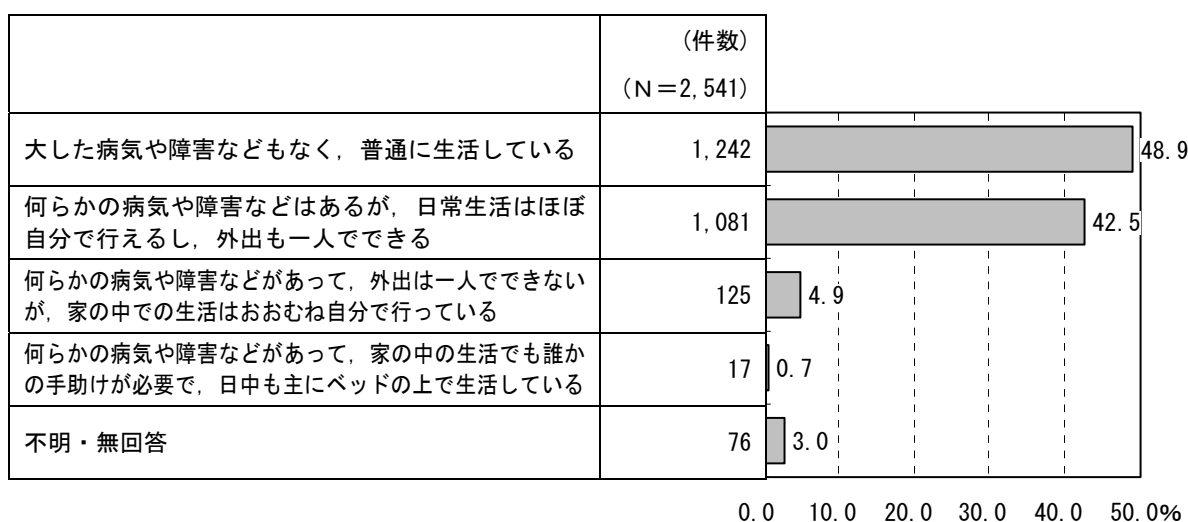 （件数）
（Ｎ＝2,541）
大した病気や障害などもなく，普通に生活している 1,242 48.9
何らかの病気や障害などはあるが，日常生活はほぼ
自分で行えるし，外出も一人でできる 1,081 42.5
何らかの病気や障害などがあって，外出は一人でできない
が，家の中での生活はおおむね自分で行っている 125 4.9
何らかの病気や障害などがあって，家の中の生活でも誰か
の手助けが必要で，日中も主にベッドの上で生活している 17 0.7
不明・無回答 76 3.0
0.0 10.0 20.0 30.0 40.0 50.0%